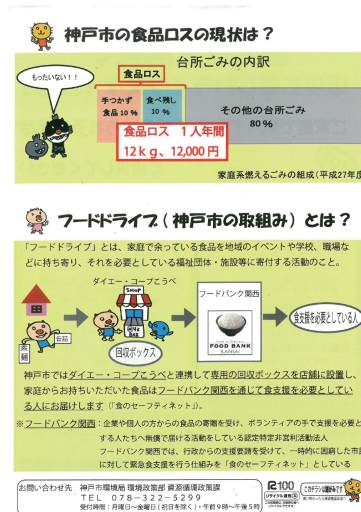 神戸市の食品ロスの現状は？
台所ごみの内訳
もったいない！！
食品ロス
手つかず
食品 10 %
食べ残し
10 %
その他の台所ごみ
80 %
食品ロス　１人年間
12ｋｇ、12,000 円
家庭系燃えるごみの組成（平成27年度
フードドライブ（神戸市の取組み）とは？
「フードドライブ」とは、家庭で余っている食品を地域のイベントや学校、職場な
どに持ち寄り、それを必要としている福祉団体・施設等に寄付する活動のこと。
ダイエー・コープこうべ
SHOP
フードバンク関西
食支援を必要としている人
FOOD BANK
KANSAI
缶詰
素麺
回収ボックス
神戸市ではダイエー・コープこうべと連携して専用の回収ボックスを店舗に設置し、
家庭からお持ちいただいた食品はフードバンク関西を通じて食支援を必要としてい
る人にお届けします（「食のセーフティネット」）。
※フードバンク関西：企業や個人の方からの食品の寄贈を受け、ボランティアの手で支援を必要と
する人たちへ無償で届ける活動をしている認定特定非営利活動法人
フードバンク関西では、行政からの支援要請を受けて、一時的に困窮した市民
に対して緊急食支援を行う仕組みを「食のセーフティネット」としている
お問い合わせ先　神戸市環境局 環境政策部 資源循環政策課
ＴＥＬ　０７８－３２２－５２９９
受付時間：月曜日～金曜日（祝日を除く）・午前９時～午後５時
R100
リサイクル適性
このチラシは雑がみです